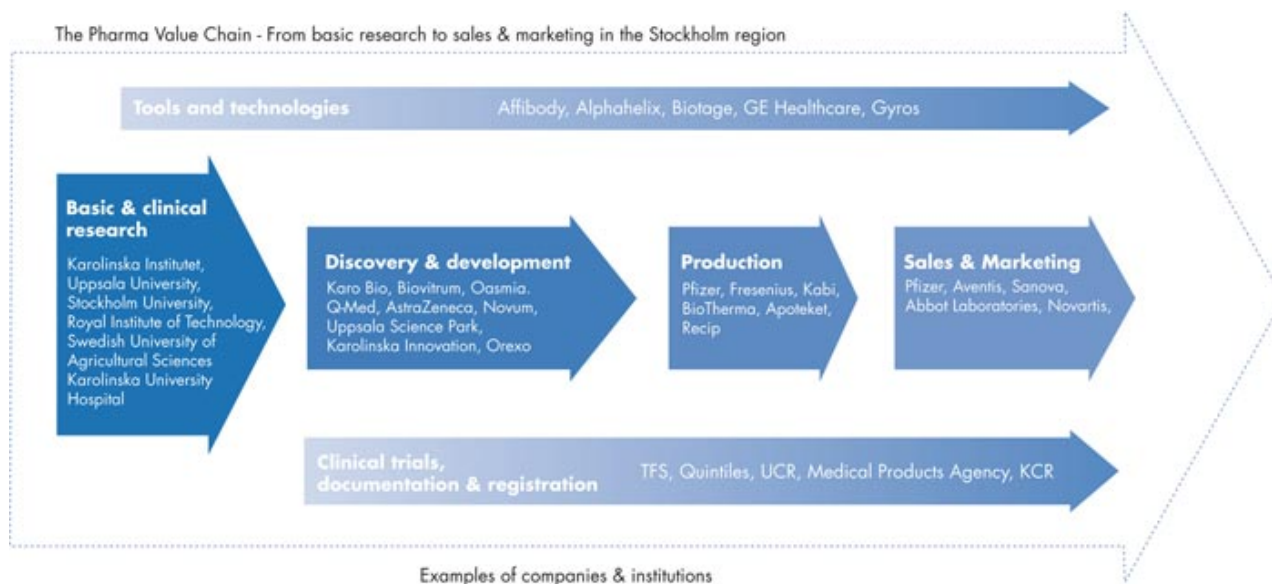 The Pharma Value Chain - From basic research to sales & marketing in the Stockholm region
Tools and technologies
Affibody, Alphahelix, Biotage, GE Healthcare, Gyros
Basic & clinical
research
Karolinska Institutet,
Uppsala University,
Stockholm University,
Royal Institute of Technology,
Swedish University of
Agricultural Sciences
Karolinska University
Hospital
Discovery & development
Karo Bio, Biovitrum, Oasmia.
Q-Med, AstraZeneca, Novum,
Uppsala Science Park,
Karolinska Innovation, Orexo
Production
Pfizer, Fresenius, Kabi,
BioTherma, Apoteket,
Recip
Sales & Marketing
Pfizer, Aventis, Sanova,
Abbot Laboratories, Novartis,
Clinical trials,
documentation & registration
TFS, Quintiles, UCR, Medical Products Agency, KCR
Examples of companies & institutions